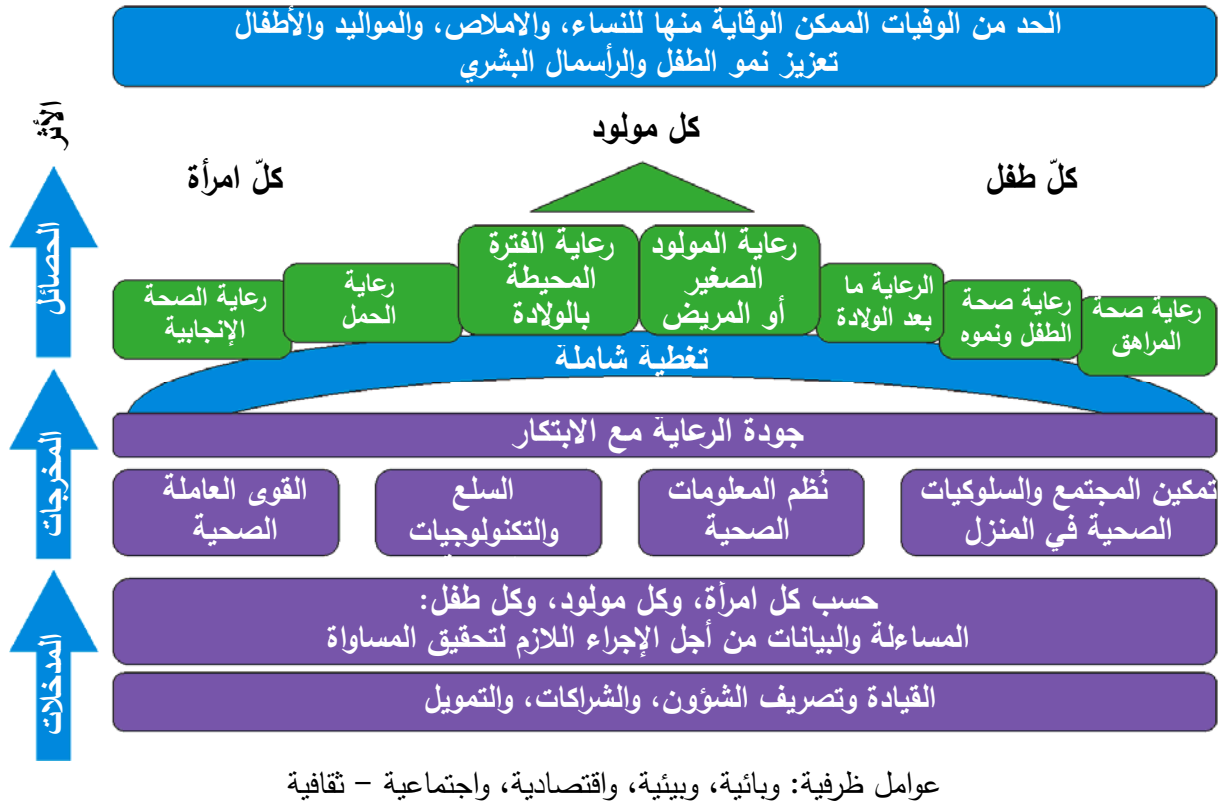 الحد من الوفيات الممكن الوقاية منها للنساء، والاملاص، والمواليد والأطفال
تعزيز نمو الطفل والرأسمال البشري
الأثر
كل مولود
كلّ طفل
كلّ امرأة
الحصائل
رعاية صحة
المراهق
رعاية صحة
الطفل ونموه
الرعاية ما
بعد الولادة
رعاية المولود
الصغير
أو المريض
رعاية الفترة
المحيطة
بالولادة
رعاية
الحمل
رعاية الصحة
الإنجابية
تغطية شاملة
المخرجات
جودة الرعاية مع الابتكار
تمكين المجتمع والسلوكيات
الصحية في المنزل
نُظم المعلومات
الصحية
السلع
والتكنولوجيات
القوى العاملة
الصحية
المدخلات
حسب كل امرأة، وكل مولود، وكل طفل:
المساءلة والبيانات من أجل الإجراء اللازم لتحقيق المساواة
القيادة وتصريف الشؤون، والشراكات، والتمويل
عوامل ظرفية: وبائية، وبيئية، واقتصادية، واجتماعية – ثقافية